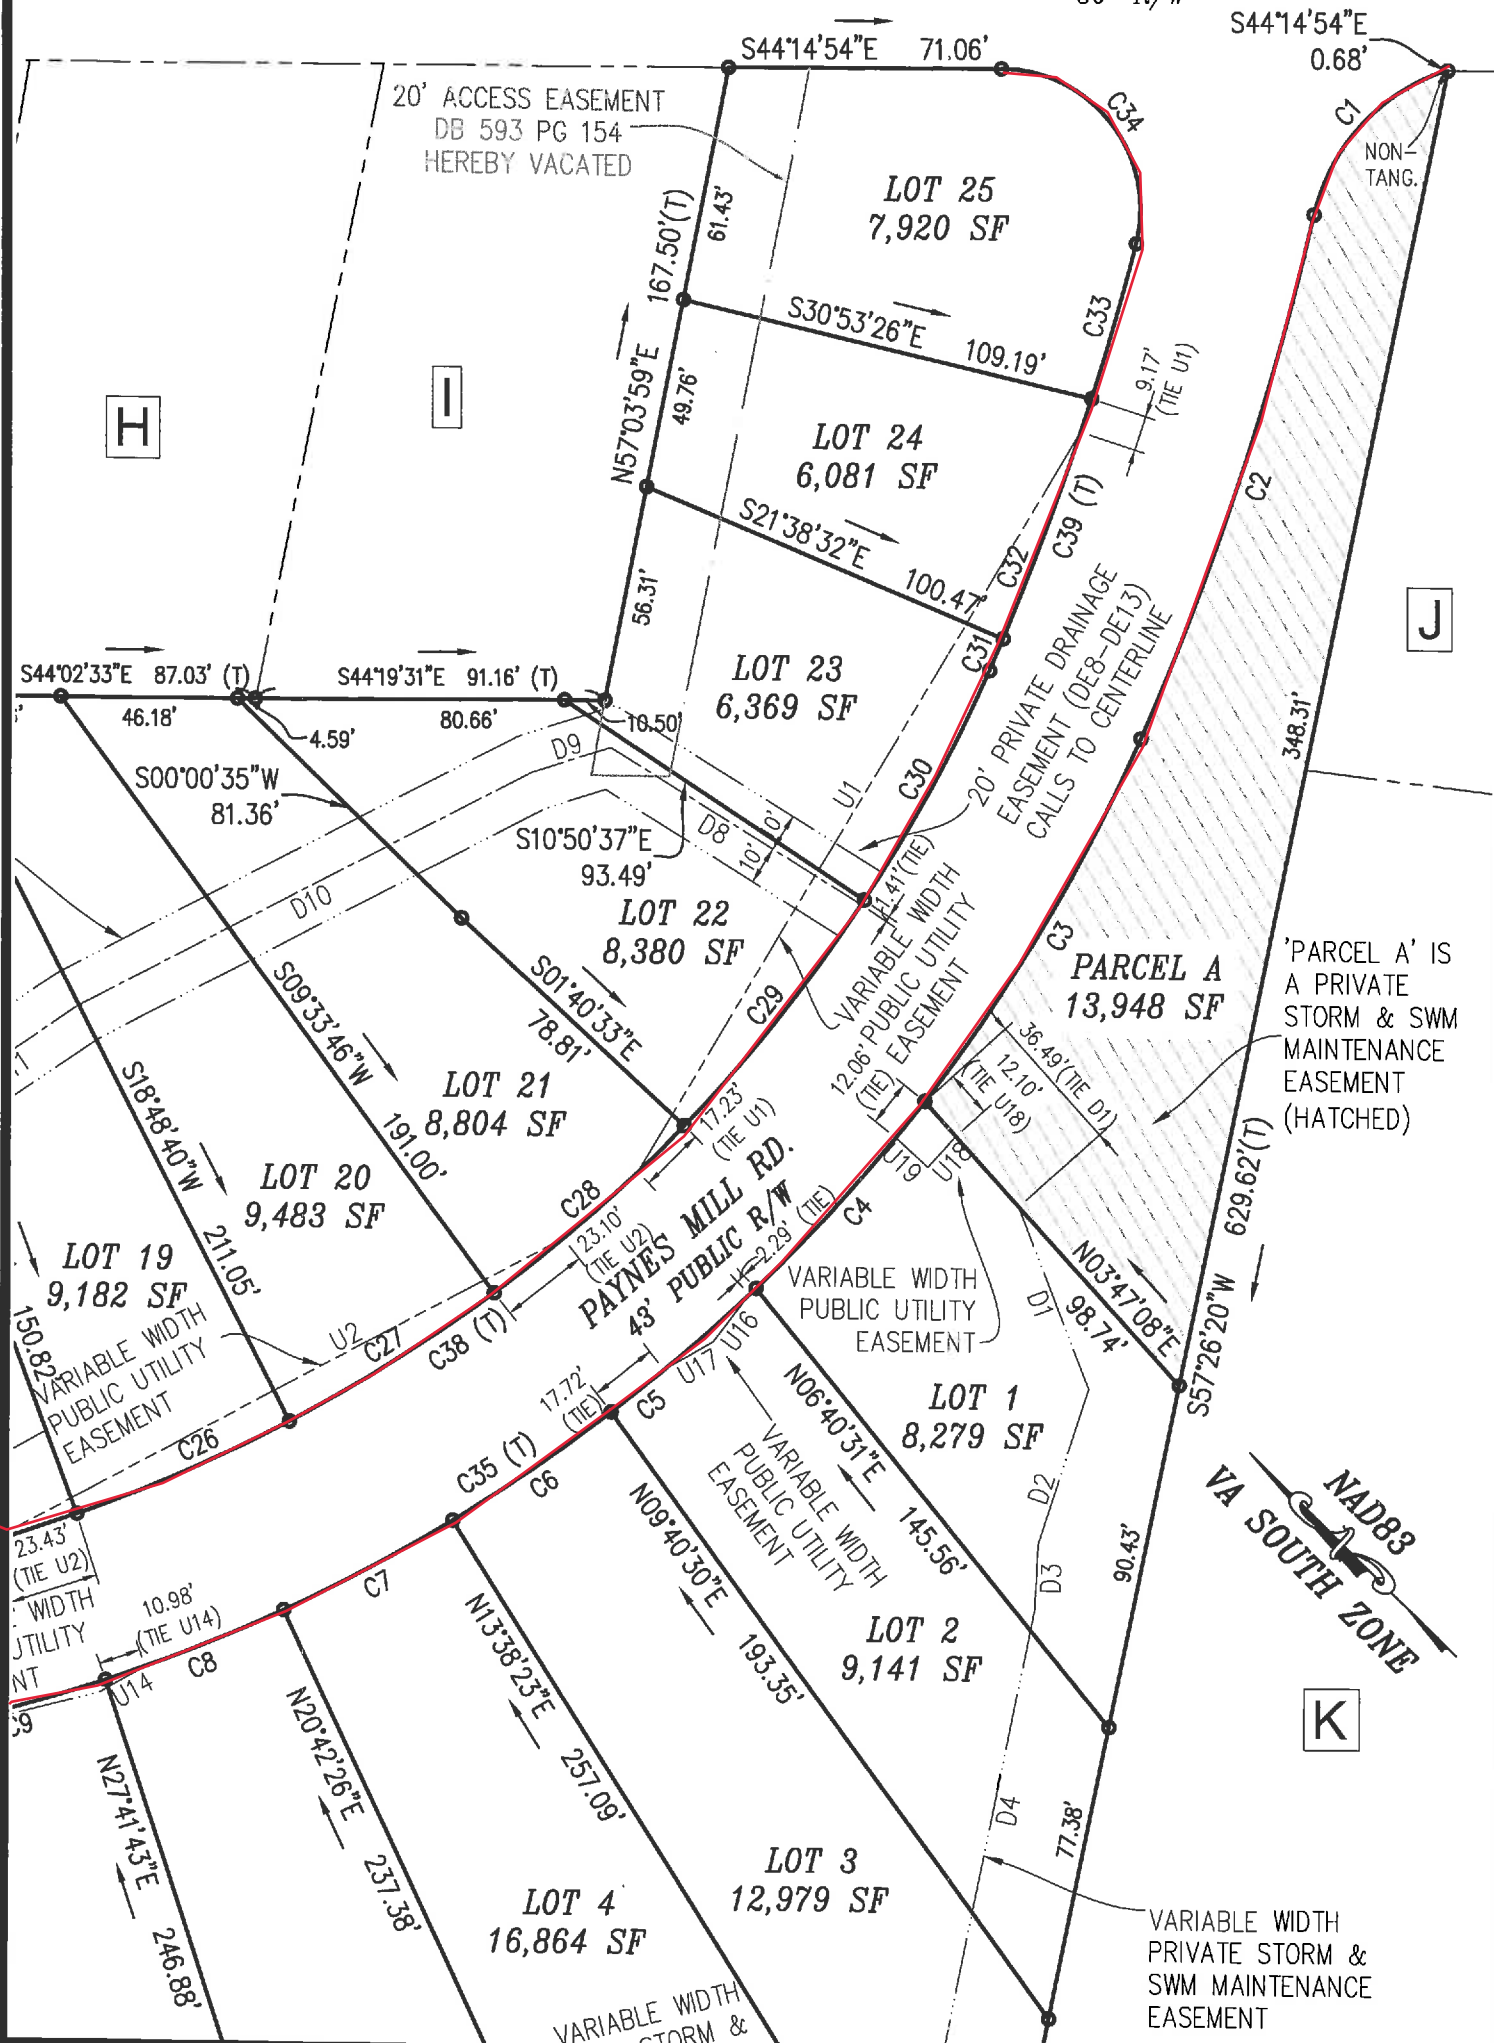 S44°14'54"E
0.68'
S44°14'54"E 71.06'
20' ACCESS EASEMENT
DB 593 PG 154
HEREBY VACATED
C34
C1
NON-
TANG.
LOT 25
7,920 SF
167.50'(T)
61.43'
S30°53'26"E 109.19'
C33
9.17'
(TIE U1)
H
I
N57°03'59"E
49.76'
LOT 24
6,081 SF
C2
S21°38'32"E 100.47'
C32
C39 (T)
56.31'
C31
J
S44°02'33"E 87.03' (T)
S44°19'31"E 91.16' (T)
46.18'
4.59'
80.66'
10.50'
LOT 23
6,369 SF
20' PRIVATE DRAINAGE
EASEMENT (DE8-DE13)
CALLS TO CENTERLINE
348.31'
D9
S00°00'35"W
81.36'
U1
C30
D8
10'
S10°50'37"E
93.49'
D10
LOT 22
8,380 SF
1.41'(TIE)
VARIABLE WIDTH
PUBLIC UTILITY
EASEMENT
C3
PARCEL A
13,948 SF
'PARCEL A' IS
A PRIVATE
STORM & SWM
MAINTENANCE
EASEMENT
(HATCHED)
S09°33'46"W
191.00'
S01°40'33"E
78.81'
C29
12.06'
(TIE)
36.49'(TIE D1)
12.10'
(TIE U18)
S18°48'40"W
211.05'
LOT 21
8,804 SF
17.23'
(TIE U1)
U19
U18
629.62'(T)
LOT 20
9,483 SF
C28
23.10'
(TIE U2)
PAYNES MILL RD.
43' PUBLIC R/W
2.29' (TIE)
C4
LOT 19
9,182 SF
150.82'
VARIABLE WIDTH
PUBLIC UTILITY
EASEMENT
U2
C27
C38 (T)
VARIABLE WIDTH
PUBLIC UTILITY
EASEMENT
D1
N03°47'08"E
98.74'
S57°26'20"W
U16
U17
17.72'
(TIE)
C5
C26
LOT 1
8,279 SF
N06°40'31"E
145.56'
C35 (T)
C6
VARIABLE WIDTH
PUBLIC UTILITY
EASEMENT
D2
NAD83
VA SOUTH ZONE
23.43'
(TIE U2)
N09°40'30"E
193.35'
D3
90.43'
WIDTH
NT
10.98'
(TIE U14)
C7
C8
U14
LOT 2
9,141 SF
N13°38'23"E
257.09'
K
N20°42'26"E
237.38'
N27°41'43"E
246.88'
D4
77.38'
LOT 3
12,979 SF
LOT 4
16,864 SF
VARIABLE WIDTH
PRIVATE STORM &
SWM MAINTENANCE
EASEMENT
VARIABLE WIDTH
STORM &